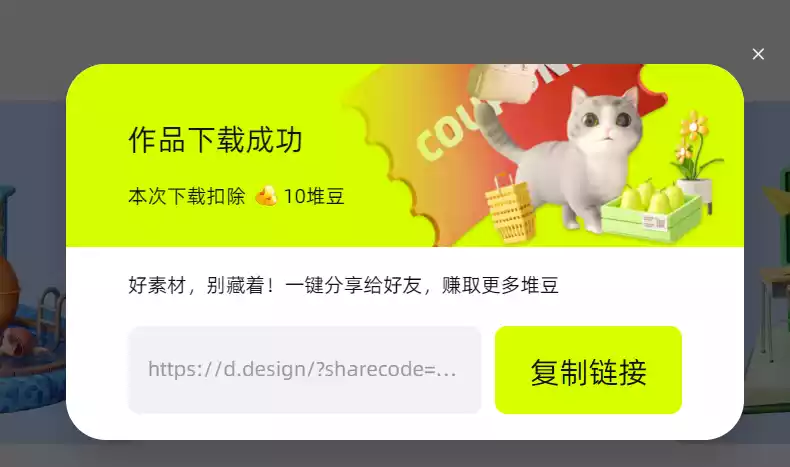 COUPONS
作品下载成功
本次下载扣除 10堆豆
好素材，别藏着！一键分享给好友，赚取更多堆豆
https://d.design/?sharecode=...
复制链接